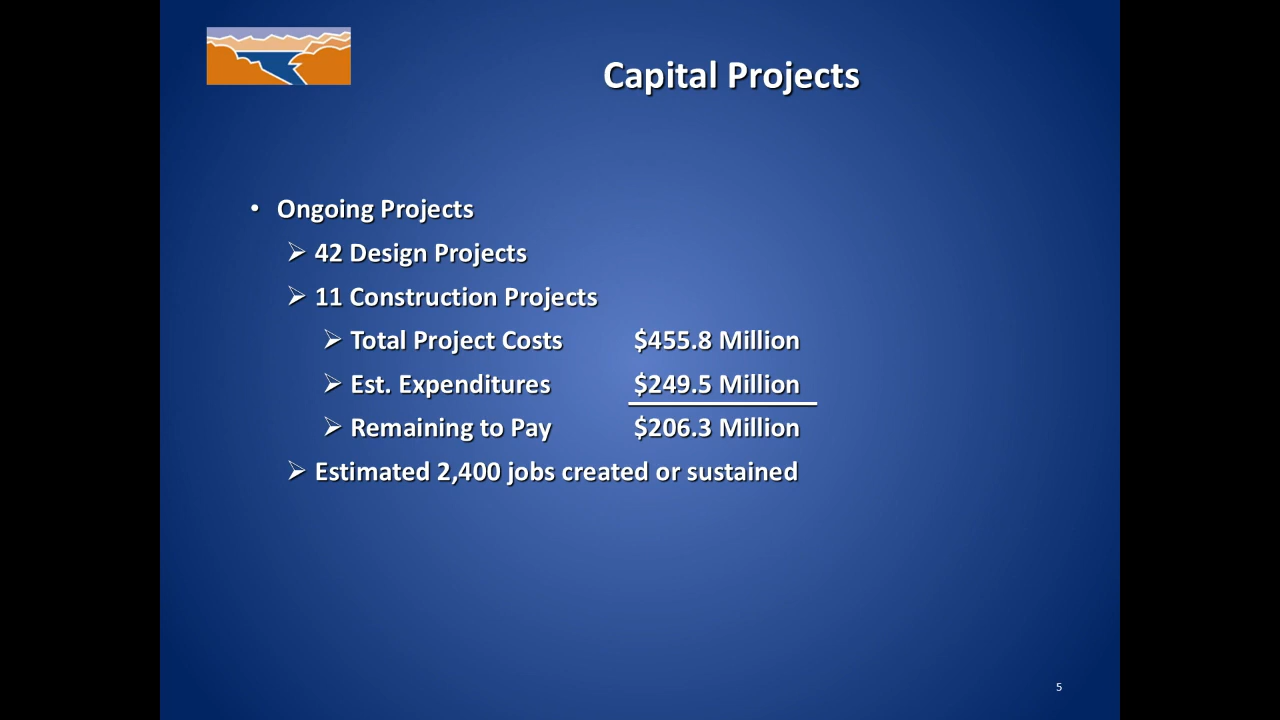 Capital Projects
• Ongoing Projects
➢ 42 Design Projects
➢ 11 Construction Projects
➢ Total Project Costs $455.8 Million
➢ Est. Expenditures $249.5 Million
➢ Remaining to Pay $206.3 Million
➢ Estimated 2,400 jobs created or sustained
5